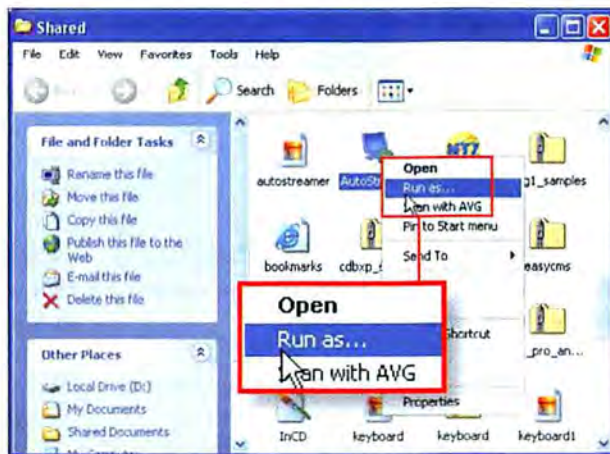 Shared
File Edit View Favorites Tools Help
Search Folders
File and Folder Tasks
Rename this file
Move this file
Copy this file
Publish this file to the
Web
E-mail this file
Delete this file
Other Places
Local Drive (D:)
My Documents
Shared Documents
My Computer
autostreamer
g1_samples
Open
Run as...
Scan with AVG
Pin to Start menu
Send To
bookmarks
easycms
Shortcut
Properties
Open
Run as...
an with AVG
InCD keyboard keyboard keyboard1